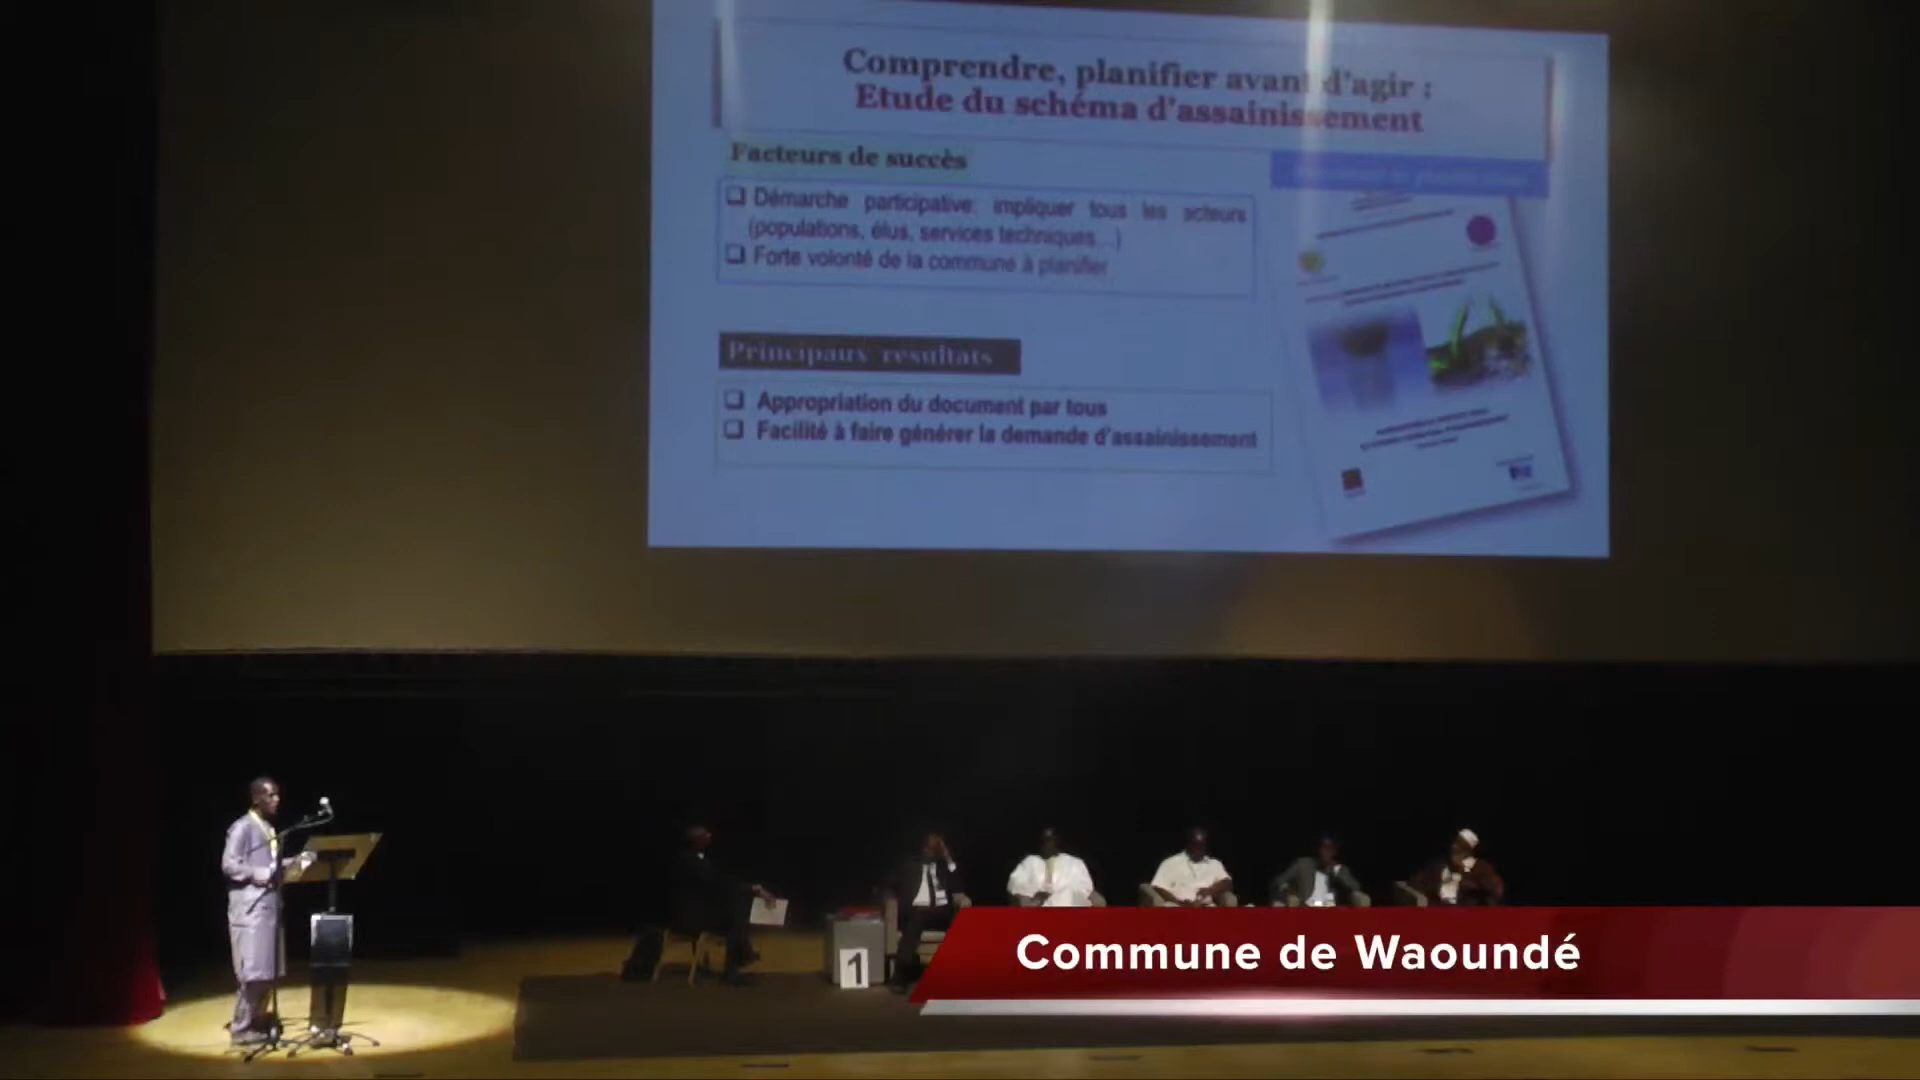 Comprendre, planifier avant d'agir :
Etude du schéma d'assainissement
Facteurs de succès
❑ Démarche participative: impliquer tous les acteurs
(populations, élus, services techniques...)
❑ Forte volonté de la commune à planifier
Principaux resultats
❑ Appropriation du document par tous
❑ Facilité à faire générer la demande d'assainissement
1
Commune de Waoundé